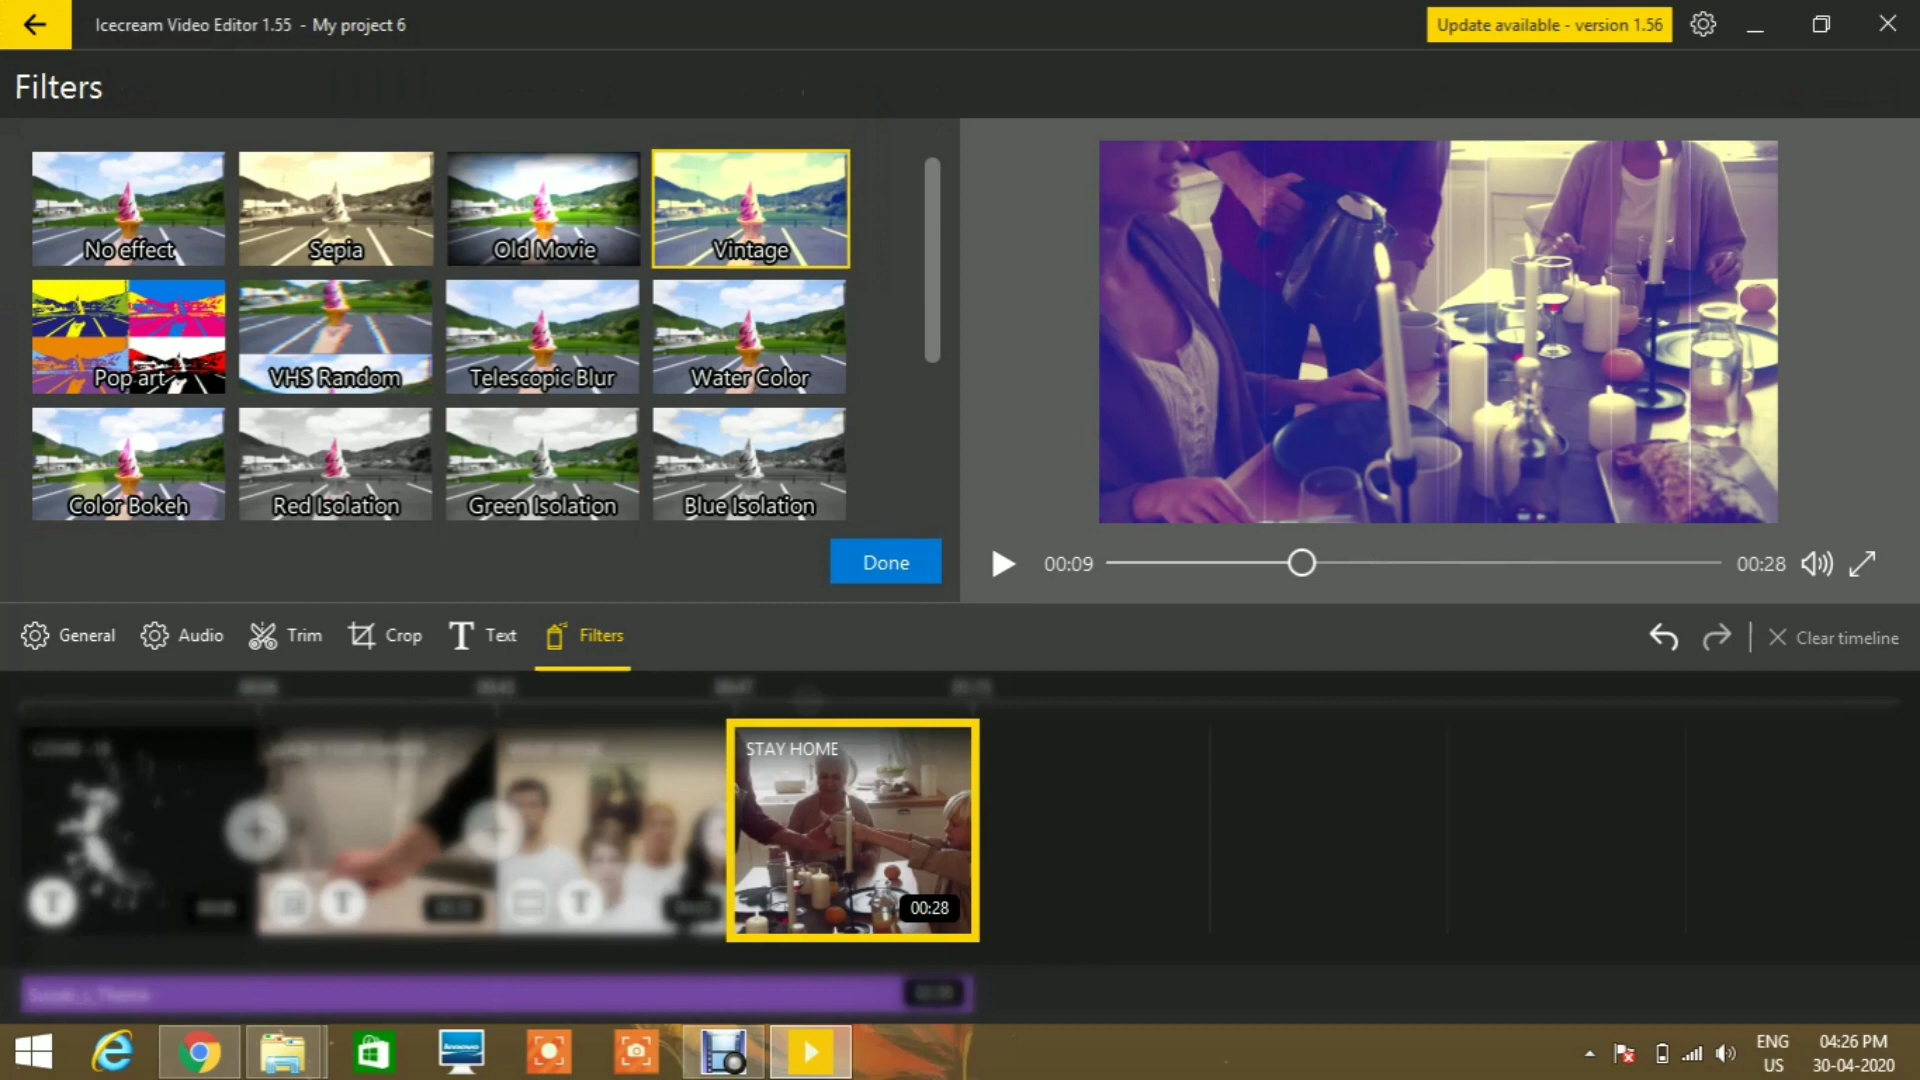 Icecream Video Editor 1.55 - My project 6
Update available - version 1.56
Filters
No effect
Sepia
Old Movie
Vintage
Pop art
VHS Random
Telescopic Blur
Water Color
Color Bokeh
Red Isolation
Green Isolation
Blue Isolation
Done
00:09
00:28
General
Audio
Trim
Crop
Text
Filters
Clear timeline
STAY HOME
00:28
lenovo
ENG
US
04:26 PM
30-04-2020